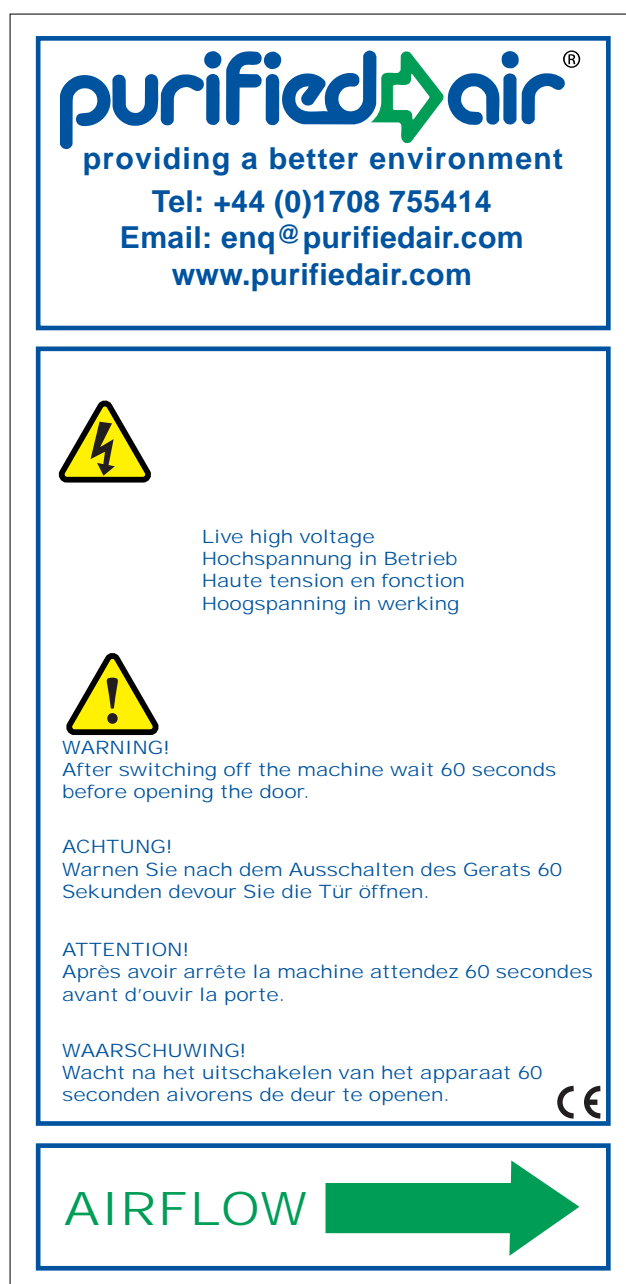 purified air®
providing a better environment
Tel: +44 (0)1708 755414
Email: enq@purifiedair.com
www.purifiedair.com
Live high voltage
Hochspannung in Betrieb
Haute tension en fonction
Hoogspanning in werking
!
WARNING!
After switching off the machine wait 60 seconds
before opening the door.
ACHTUNG!
Warnen Sie nach dem Ausschalten des Gerats 60
Sekunden devour Sie die Tür öffnen.
ATTENTION!
Après avoir arrête la machine attendez 60 secondes
avant d'ouvir la porte.
WAARSCHUWING!
Wacht na het uitschakelen van het apparaat 60
seconden aivorens de deur te openen.
CE
AIRFLOW